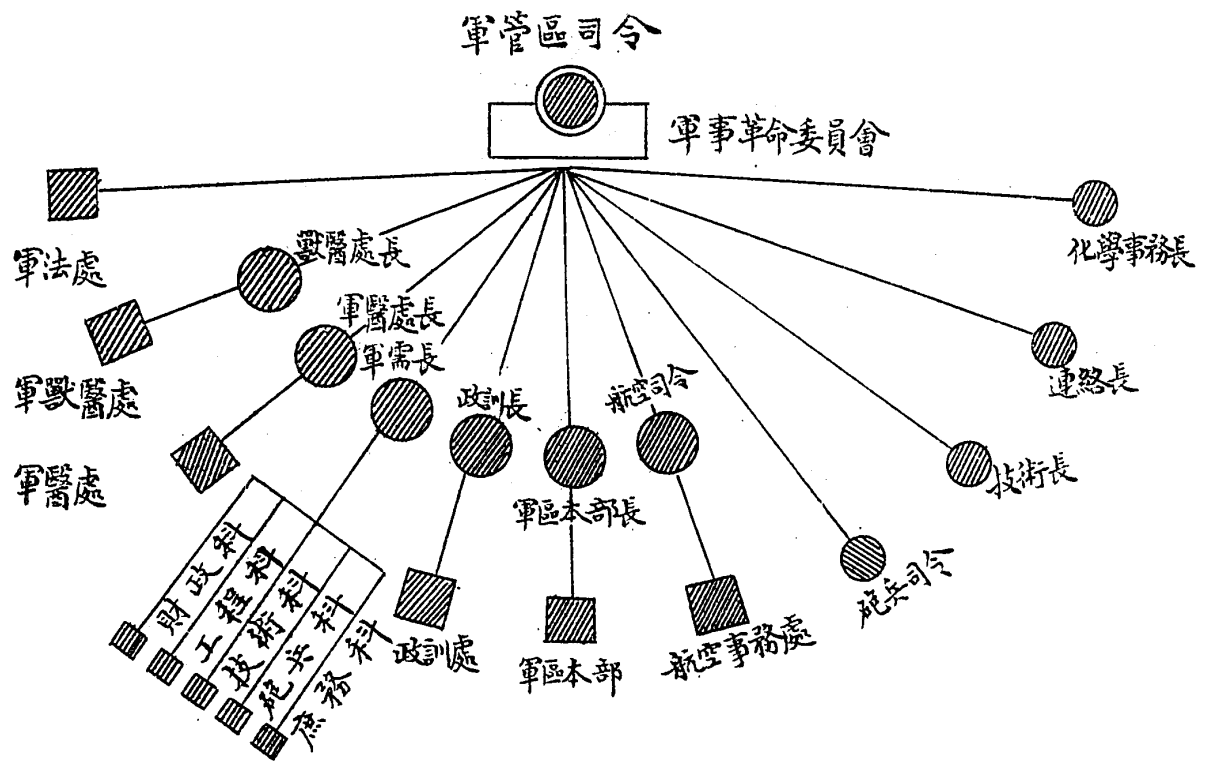 軍管區司令
軍事革命委員會
軍法處
獸醫處長
軍獸醫處
軍醫處長
軍醫處
軍需長
財政科
工程科
技術科
砲兵科
庶務科
政訓長
政訓處
軍區本部長
軍區本部
航空司令
航空事務處
砲兵司令
技術長
連絡長
化學事務長